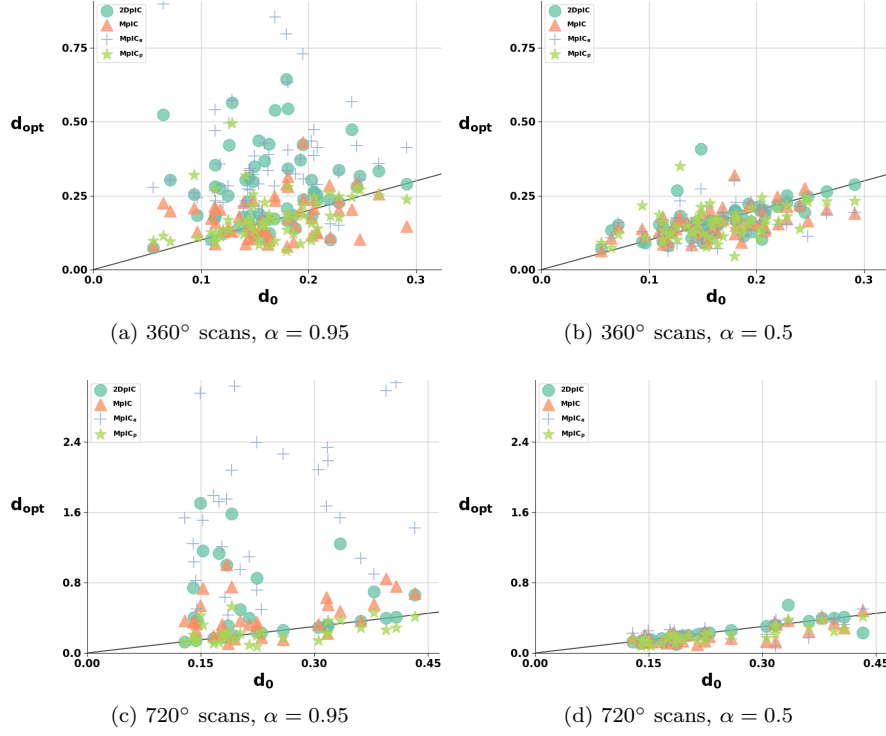 2DpIC
MpIC
MpICₐ
MpICₚ
0.75
0.50
0.25
0.00
d_opt
0.0
0.1
0.2
0.3
d₀
(a) 360° scans, α = 0.95
2DpIC
MpIC
MpICₐ
MpICₚ
0.75
0.50
0.25
0.00
d_opt
0.0
0.1
0.2
0.3
d₀
(b) 360° scans, α = 0.5
2DpIC
MpIC
MpICₐ
MpICₚ
2.4
1.6
0.8
0.0
d_opt
0.00
0.15
0.30
0.45
d₀
(c) 720° scans, α = 0.95
2DpIC
MpIC
MpICₐ
MpICₚ
2.4
1.6
0.8
0.0
d_opt
0.00
0.15
0.30
0.45
d₀
(d) 720° scans, α = 0.5